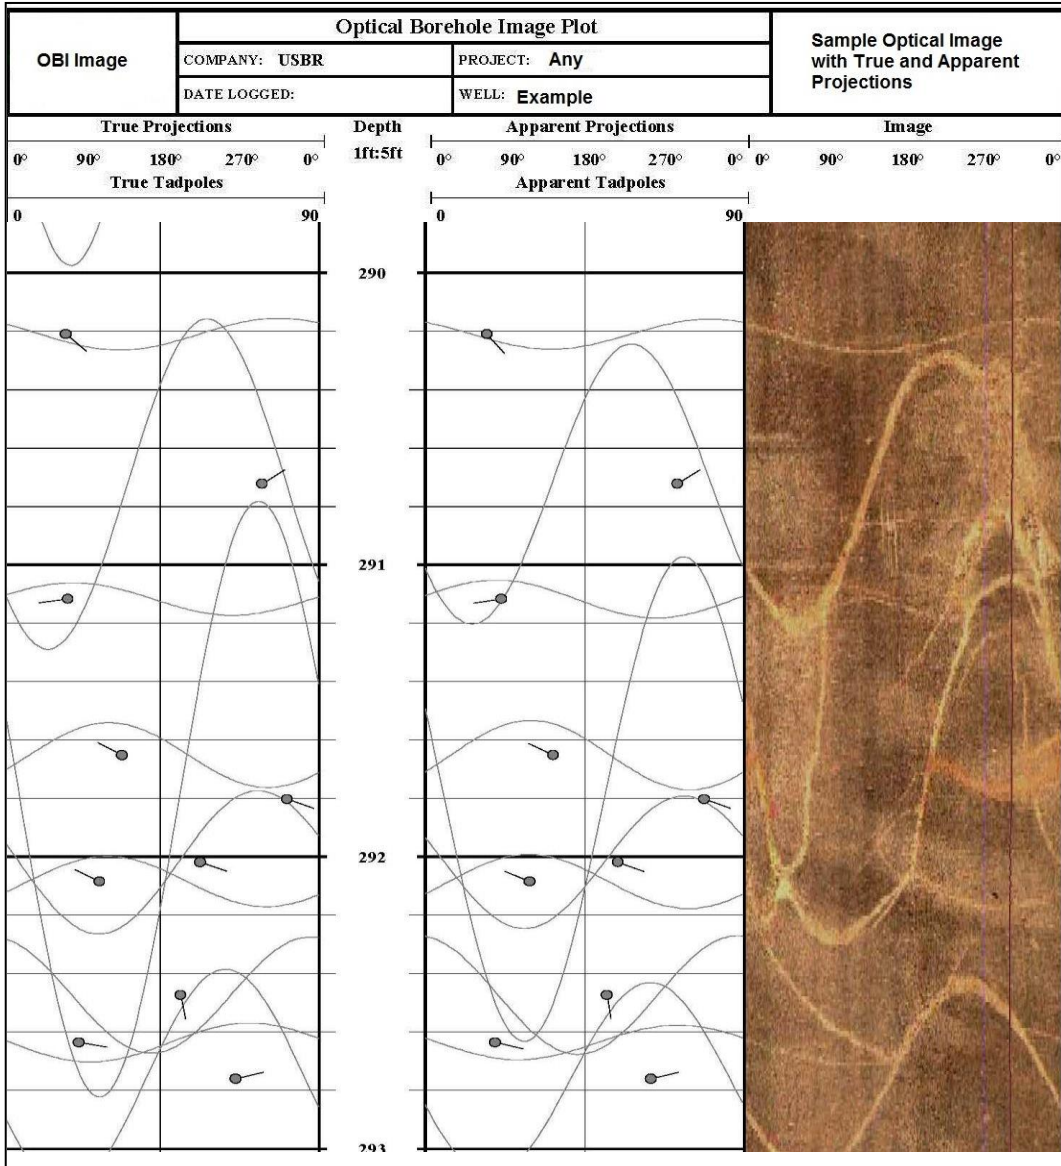 Optical Borehole Image Plot
OBI Image
COMPANY: USBR
PROJECT: Any
DATE LOGGED:
WELL: Example
Sample Optical Image
with True and Apparent
Projections
True Projections
Depth
Apparent Projections
Image
0° 90° 180° 270° 0°
1ft:5ft
0° 90° 180° 270° 0°
0° 90° 180° 270° 0°
True Tadpoles
Apparent Tadpoles
0 90
0 90
290
291
292
293